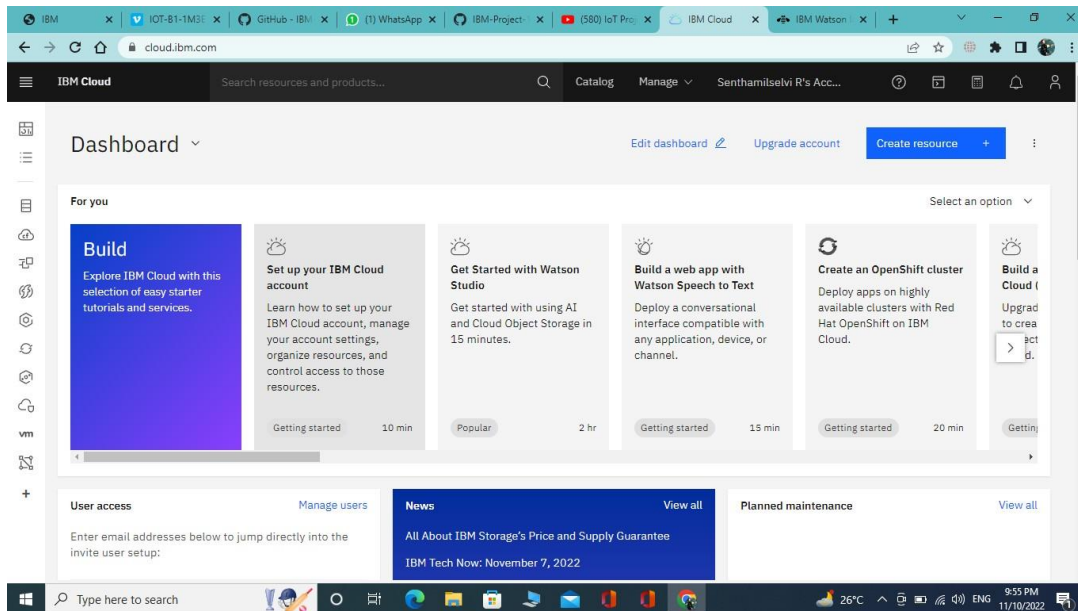 IBM
IOT-B1-1M3E
GitHub - IBM
(1) WhatsApp
IBM-Project-
(580) IoT Proj
IBM Cloud
IBM Watson
cloud.ibm.com
IBM Cloud
Search resources and products...
Catalog
Manage
Senthamilselvi R's Acc...
Dashboard
Edit dashboard
Upgrade account
Create resource +
For you
Select an option
Build
Explore IBM Cloud with this
selection of easy starter
tutorials and services.
Set up your IBM Cloud
account
Learn how to set up your
IBM Cloud account, manage
your account settings,
organize resources, and
control access to those
resources.
Getting started
10 min
Get Started with Watson
Studio
Get started with using AI
and Cloud Object Storage in
15 minutes.
Popular
2 hr
Build a web app with
Watson Speech to Text
Deploy a conversational
interface compatible with
any application, device, or
channel.
Getting started
15 min
Create an OpenShift cluster
Deploy apps on highly
available clusters with Red
Hat OpenShift on IBM
Cloud.
Getting started
20 min
Build a
Cloud (
Upgrad
to crea
ect
d.
Getting
vm
User access
Manage users
Enter email addresses below to jump directly into the
invite user setup:
News
View all
All About IBM Storage's Price and Supply Guarantee
IBM Tech Now: November 7, 2022
Planned maintenance
View all
Type here to search
26°C
ENG
9:55 PM
11/10/2022